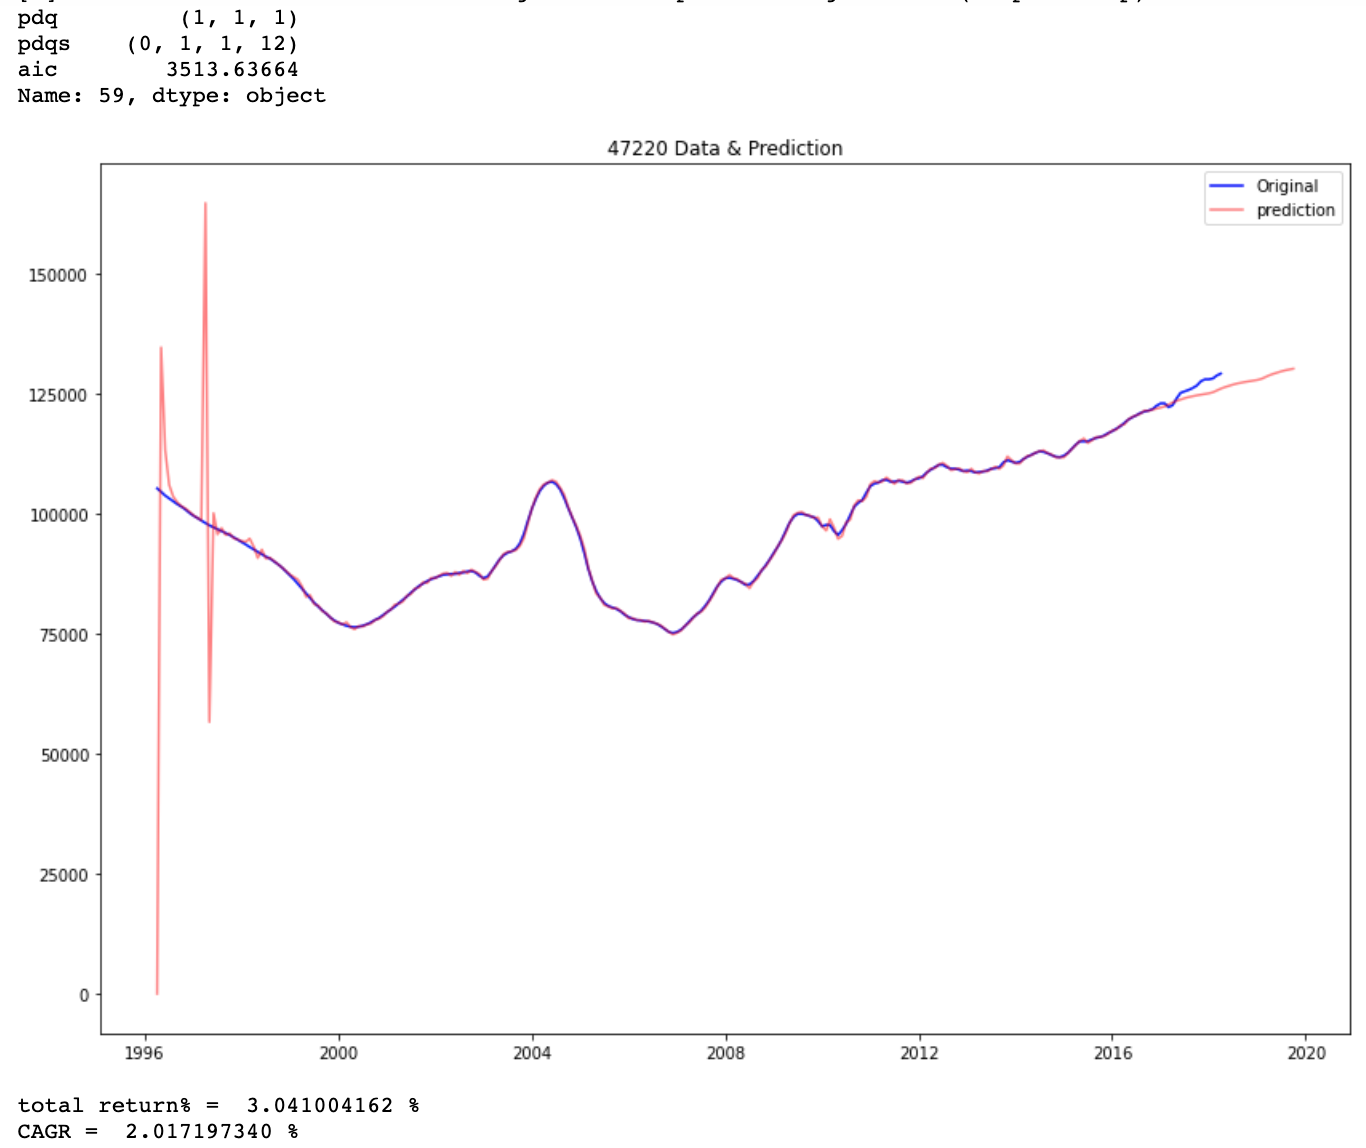 pdq (1, 1, 1)
pdqs (0, 1, 1, 12)
aic 3513.63664
Name: 59, dtype: object
47220 Data & Prediction
Original
prediction
150000
125000
100000
75000
50000
25000
0
1996 2000 2004 2008 2012 2016 2020
total return% = 3.041004162 %
CAGR = 2.017197340 %